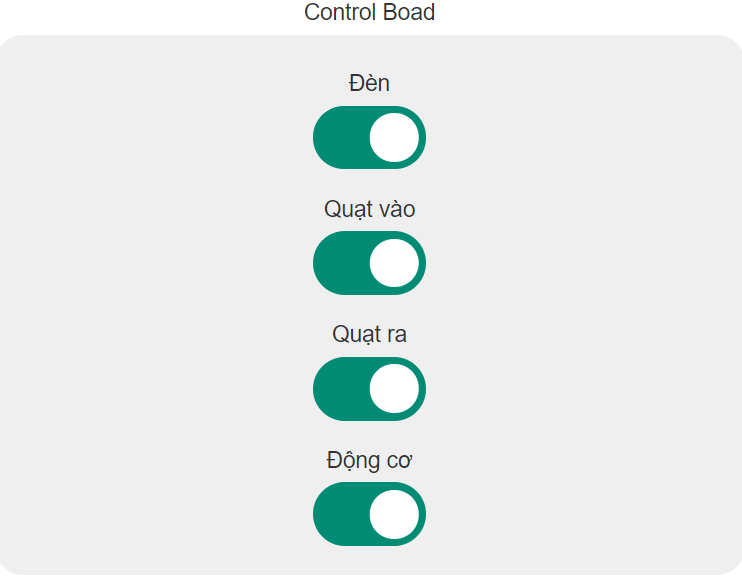 Control Boad
Đèn
Quạt vào
Quạt ra
Động cơ